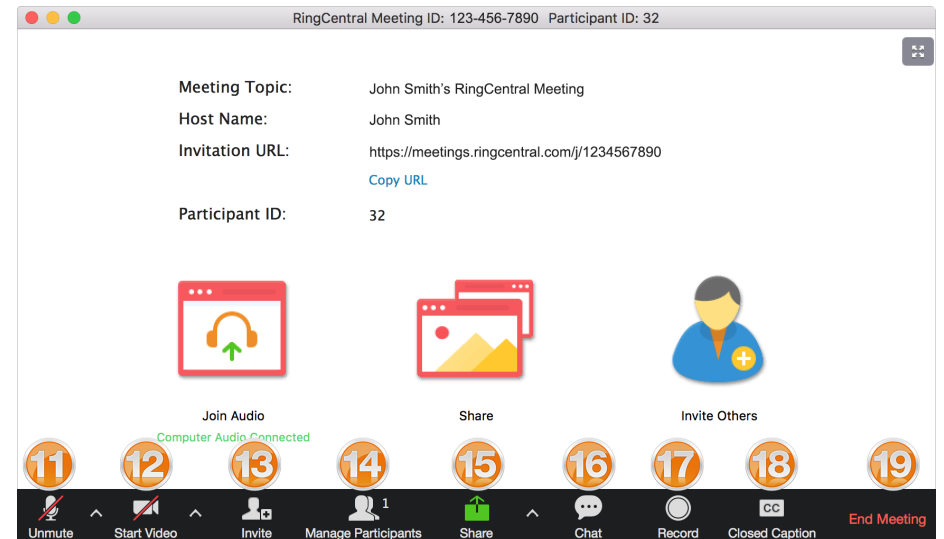 RingCentral Meeting ID: 123-456-7890 Participant ID: 32
Meeting Topic: John Smith's RingCentral Meeting
Host Name: John Smith
Invitation URL: https://meetings.ringcentral.com/j/1234567890
Copy URL
Participant ID: 32
Join Audio Share Invite Others
Computer Audio Connected
11 12 13 14 15 16 17 18 19
1 CC
Unmute Start Video Invite Manage Participants Share Chat Record Closed Caption End Meeting